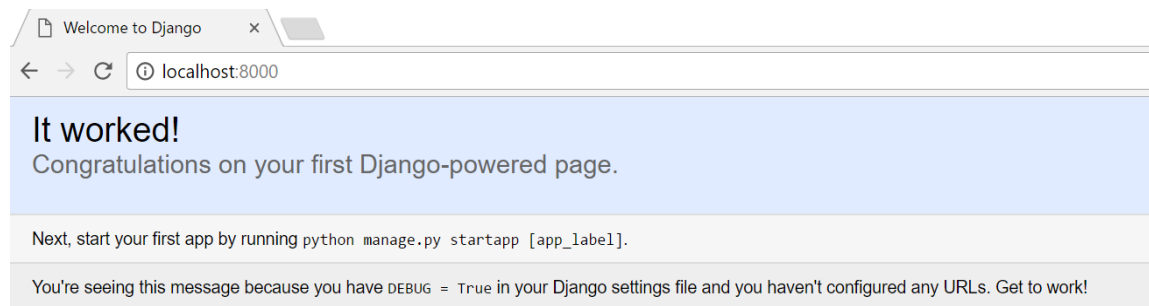 Welcome to Django
localhost:8000
It worked!
Congratulations on your first Django-powered page.
Next, start your first app by running python manage.py startapp [app_label].
You're seeing this message because you have DEBUG = True in your Django settings file and you haven't configured any URLs. Get to work!